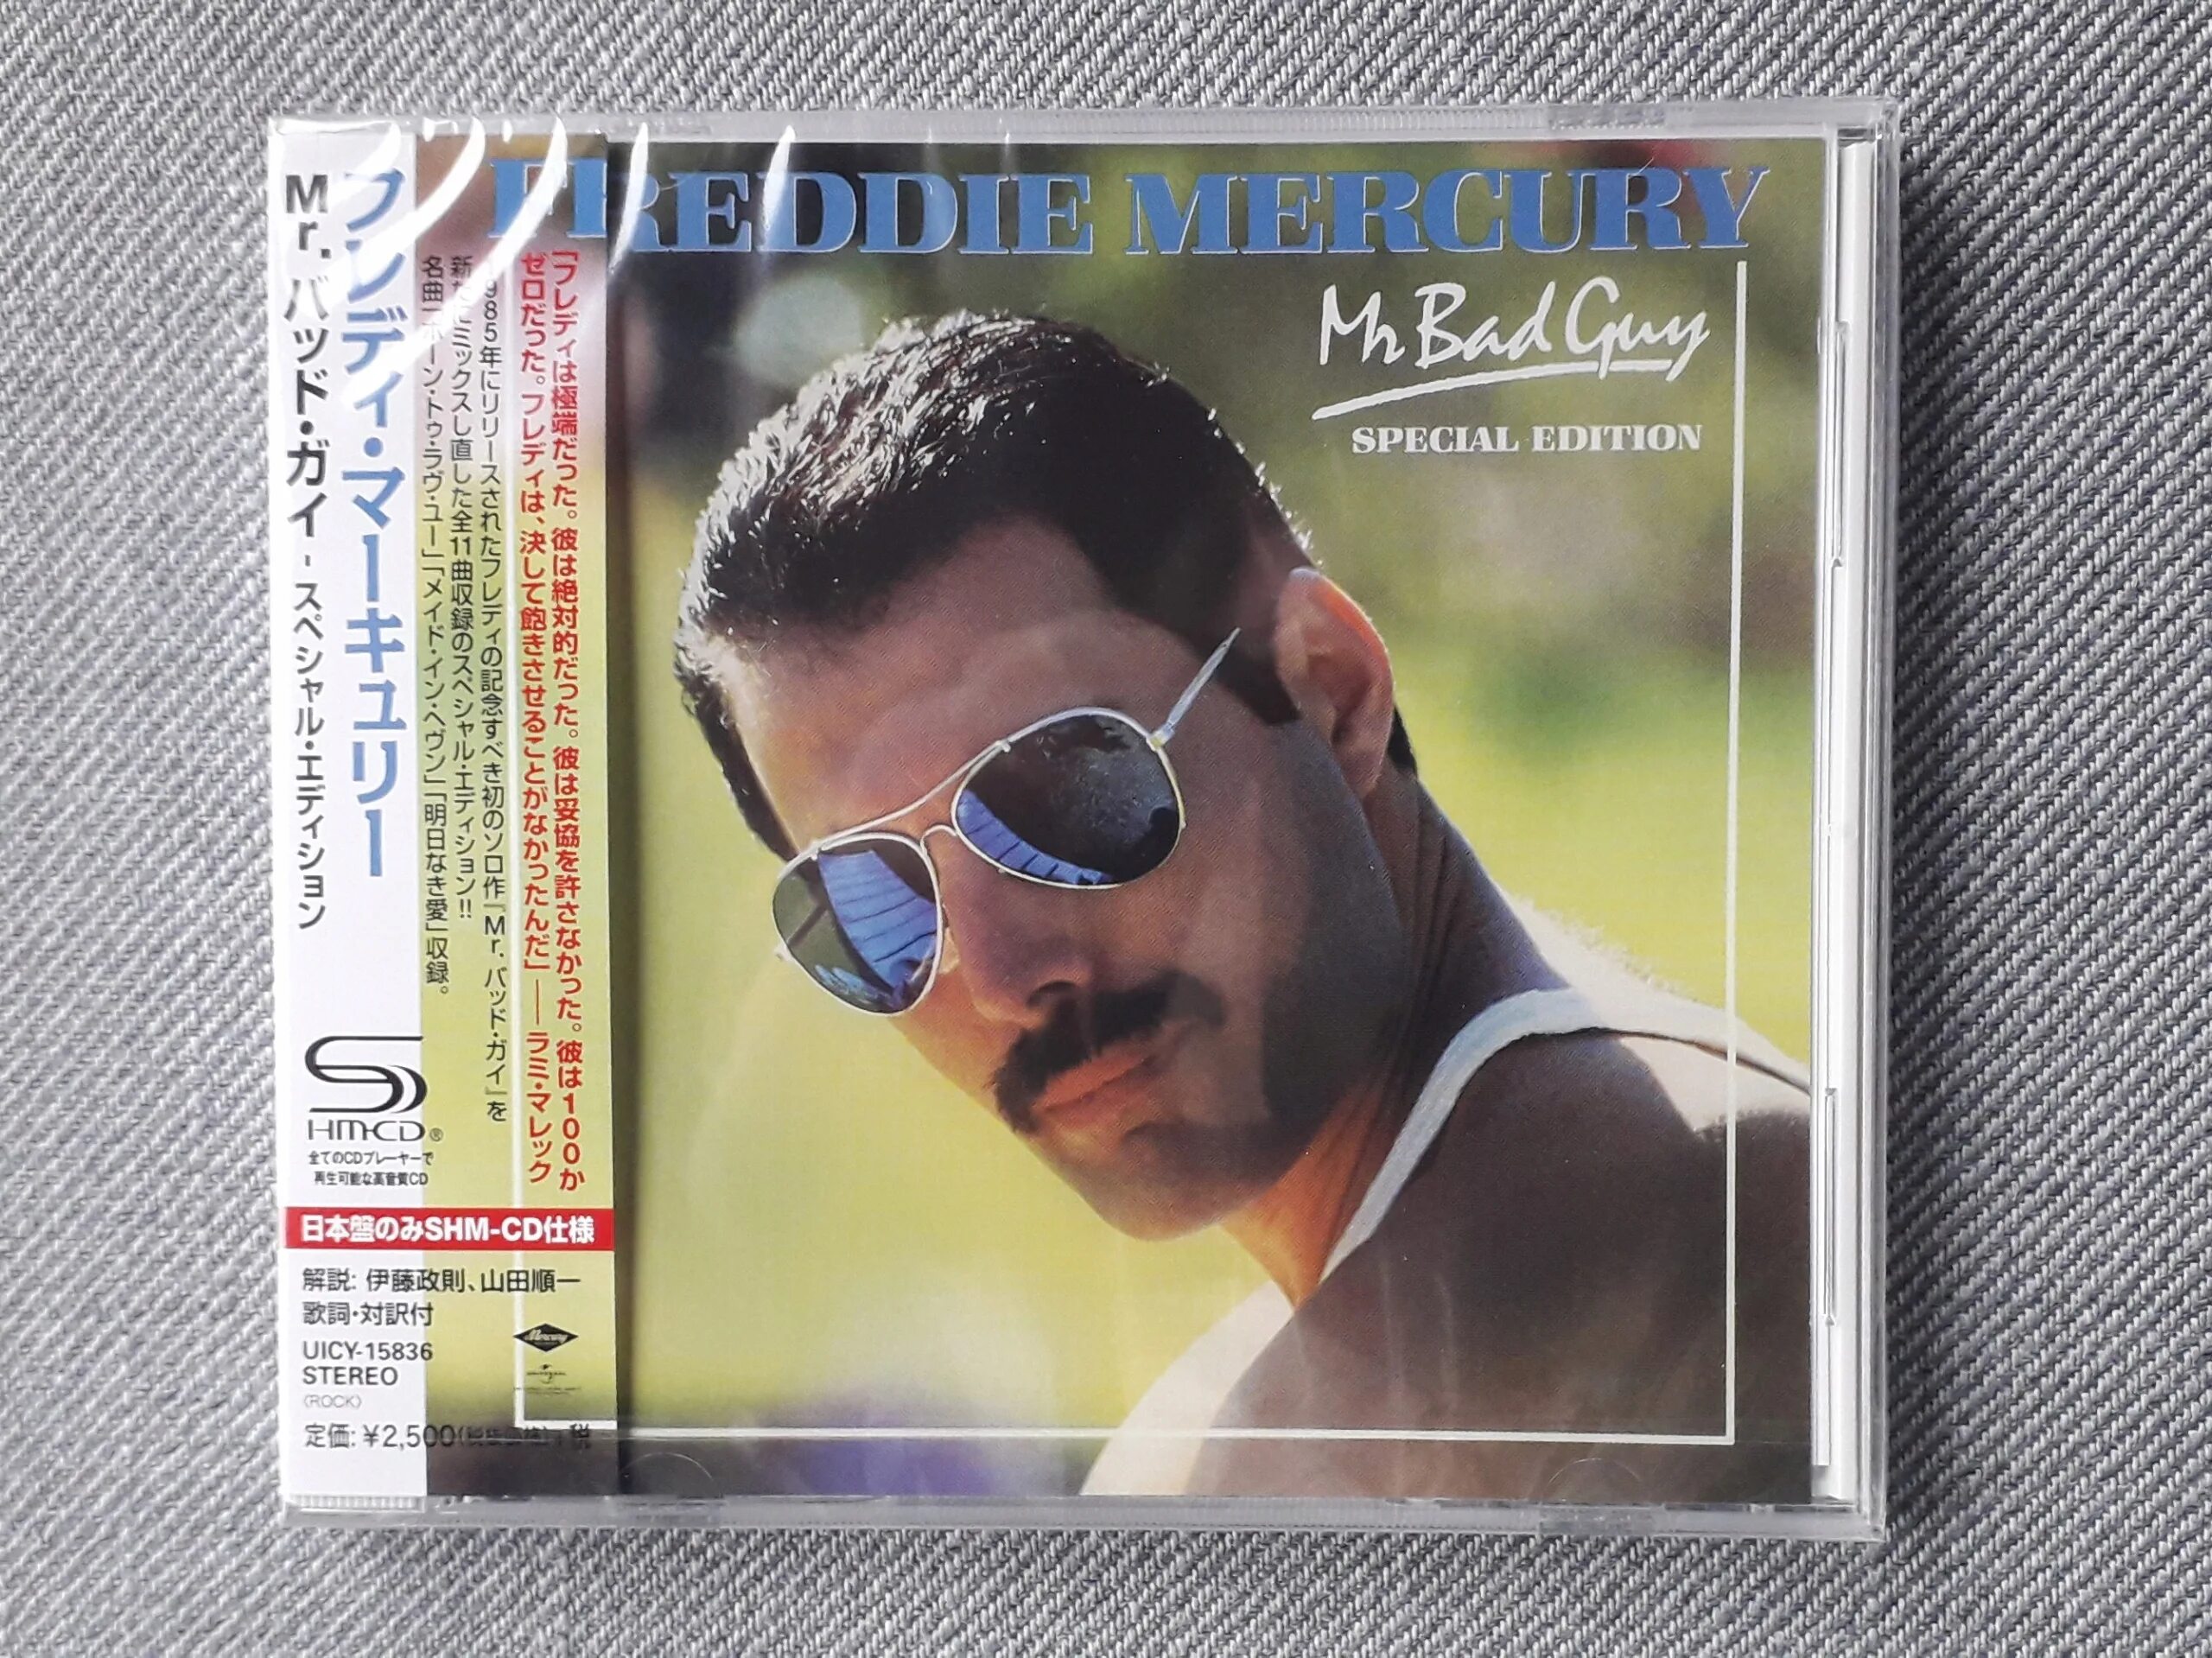 フレディ・マーキュリー
Mr.バッド・ガイ - スペシャル・エディション
「フレディは極端だった。彼は絶対的だった。彼は妥協を許さなかった。彼は100か
ゼロだった。フレディは、決して飽きさせることがなかったんだ」 ── ラミ・マレック
1985年にリリースされたフレディの記念すべき初のソロ作『Mr.バッド・ガイ』を
新たにミックスし直した全11曲収録のスペシャル・エディション!!
名曲「ボーン・トゥ・ラヴ・ユー」「メイド・イン・ヘヴン」「明日なき愛」収録。
SHM-CD®
全てのCDプレーヤーで
再生可能な高音質CD
日本盤のみSHM-CD仕様
解説: 伊藤政則、山田順一
歌詞・対訳付
UICY-15836
STEREO
〈ROCK〉
定価: ¥2,500(税抜価格)+税
Mercury
UNIVERSAL
FREDDIE MERCURY
Mr Bad Guy
SPECIAL EDITION